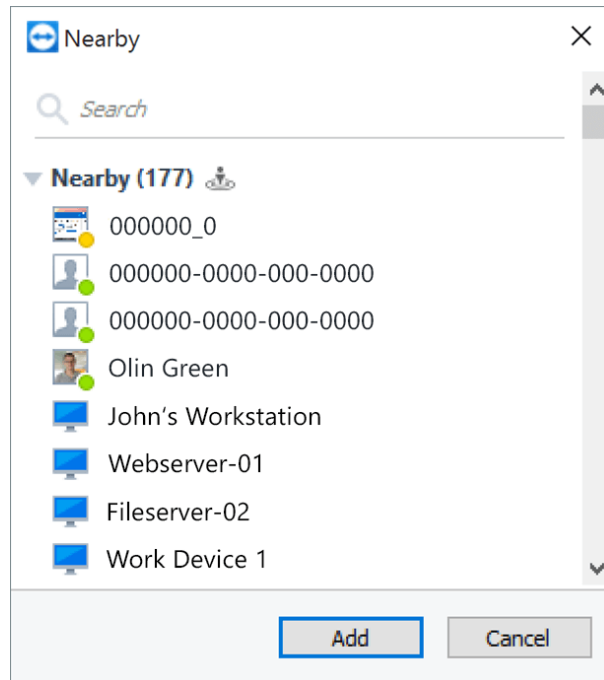 Nearby
Search
Nearby (177)
000000_0
000000-0000-000-0000
000000-0000-000-0000
Olin Green
John's Workstation
Webserver-01
Fileserver-02
Work Device 1
Add
Cancel